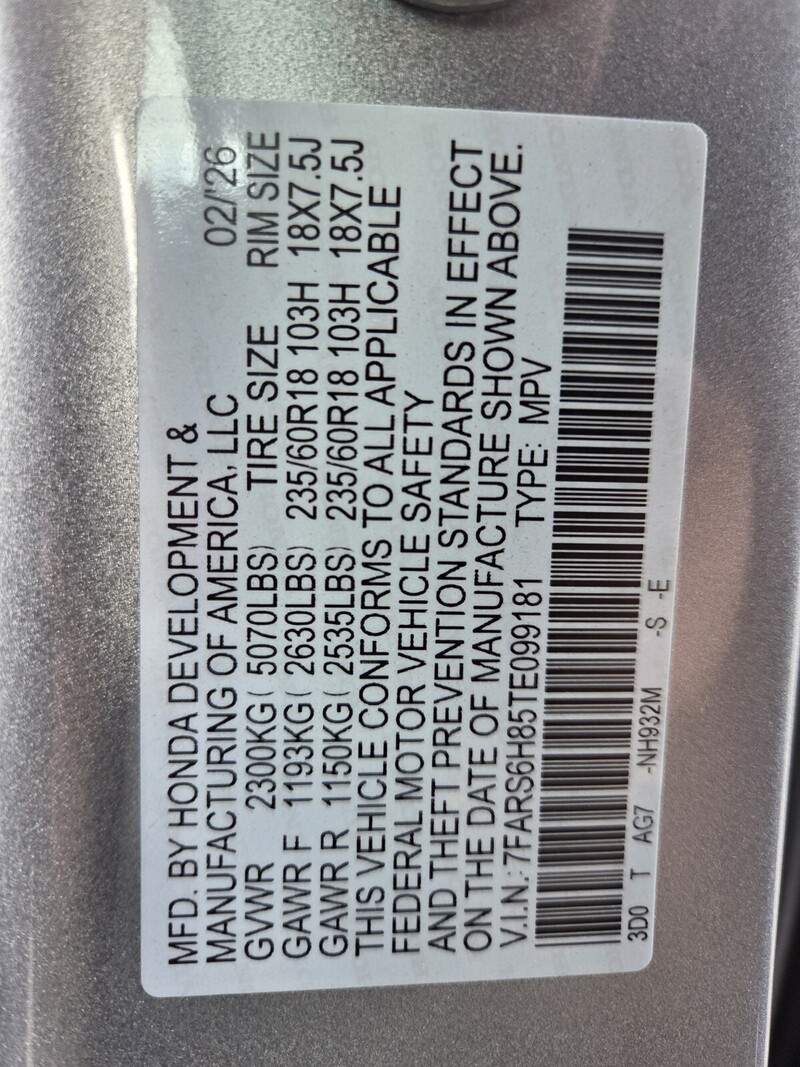 MFD. BY HONDA DEVELOPMENT &
MANUFACTURING OF AMERICA, LLC 02/'26
GVWR 2300KG( 5070LBS) TIRE SIZE RIM SIZE
GAWR F 1193KG( 2630LBS) 235/60R18 103H 18X7.5J
GAWR R 1150KG( 2535LBS) 235/60R18 103H 18X7.5J
THIS VEHICLE CONFORMS TO ALL APPLICABLE
FEDERAL MOTOR VEHICLE SAFETY
AND THEFT PREVENTION STANDARDS IN EFFECT
ON THE DATE OF MANUFACTURE SHOWN ABOVE.
V.I.N.:7FARS6H85TE099181 TYPE: MPV
3D0 T AG7 -NH932M -S -E